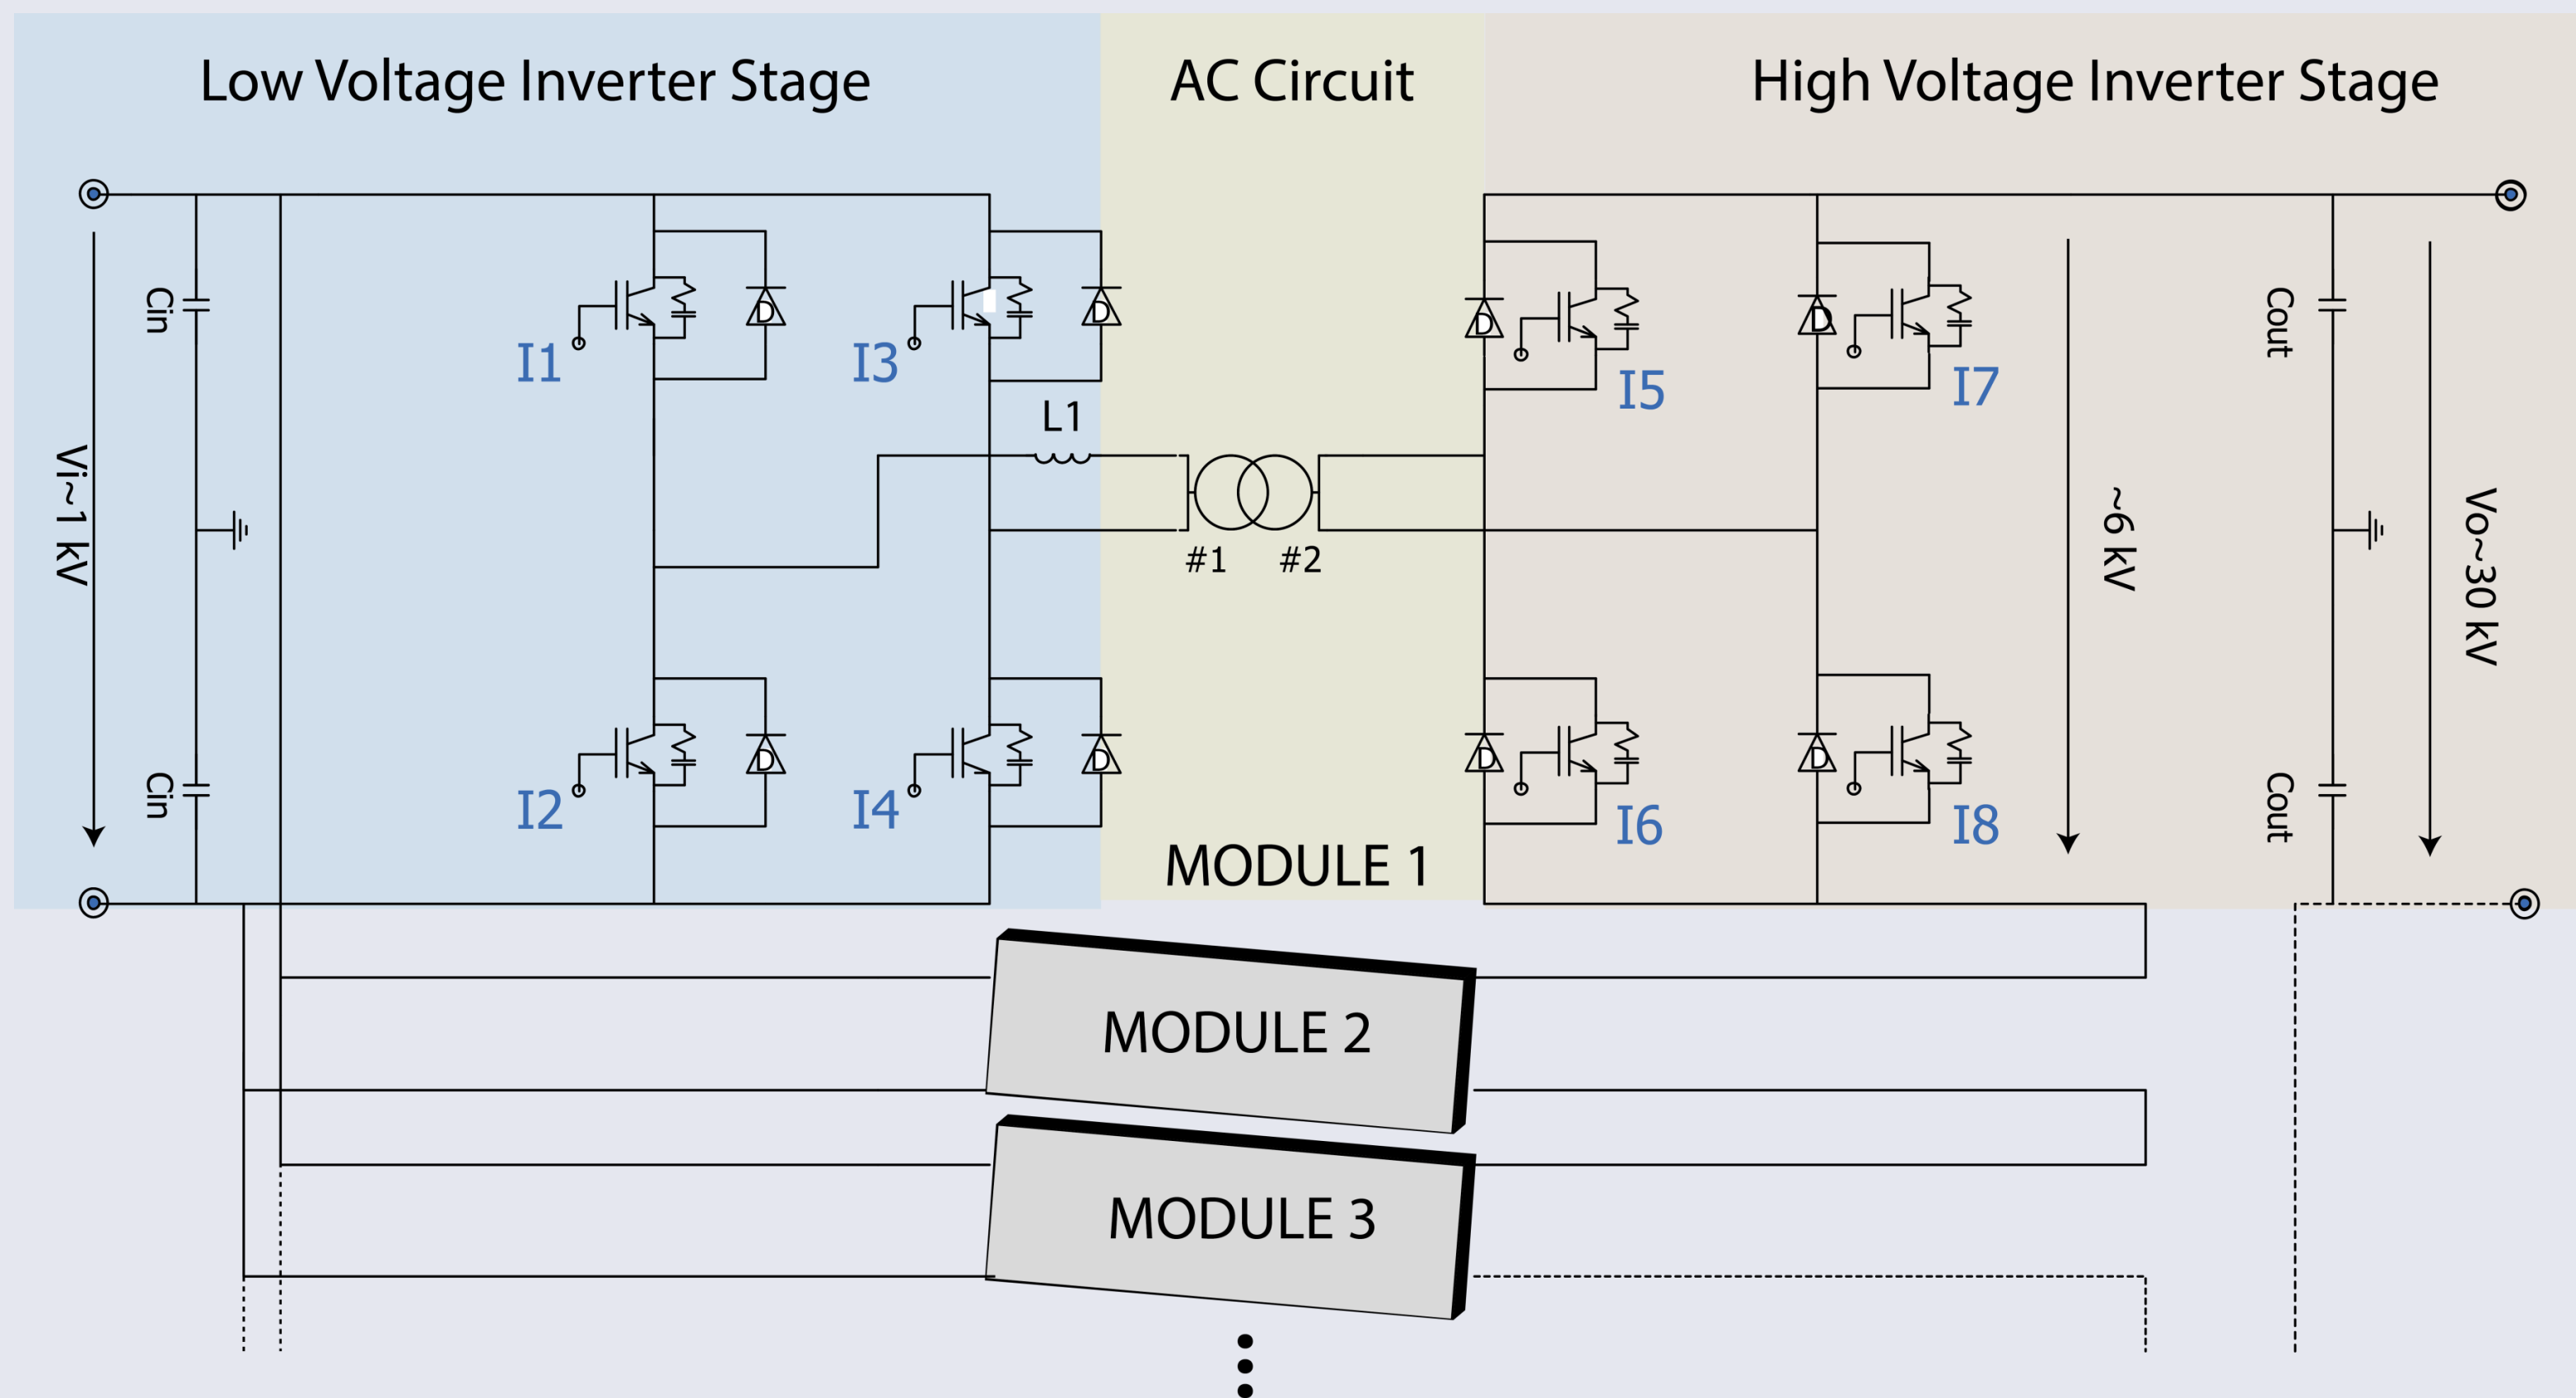 Low Voltage Inverter Stage
AC Circuit
High Voltage Inverter Stage
Cin
D
D
D
D
Cout
I1
I3
I5
I7
L1
Vi~1 kV
#1
#2
~6 kV
Vo~30 kV
Cin
D
D
D
D
Cout
I2
I4
I6
I8
MODULE 1
MODULE 2
MODULE 3